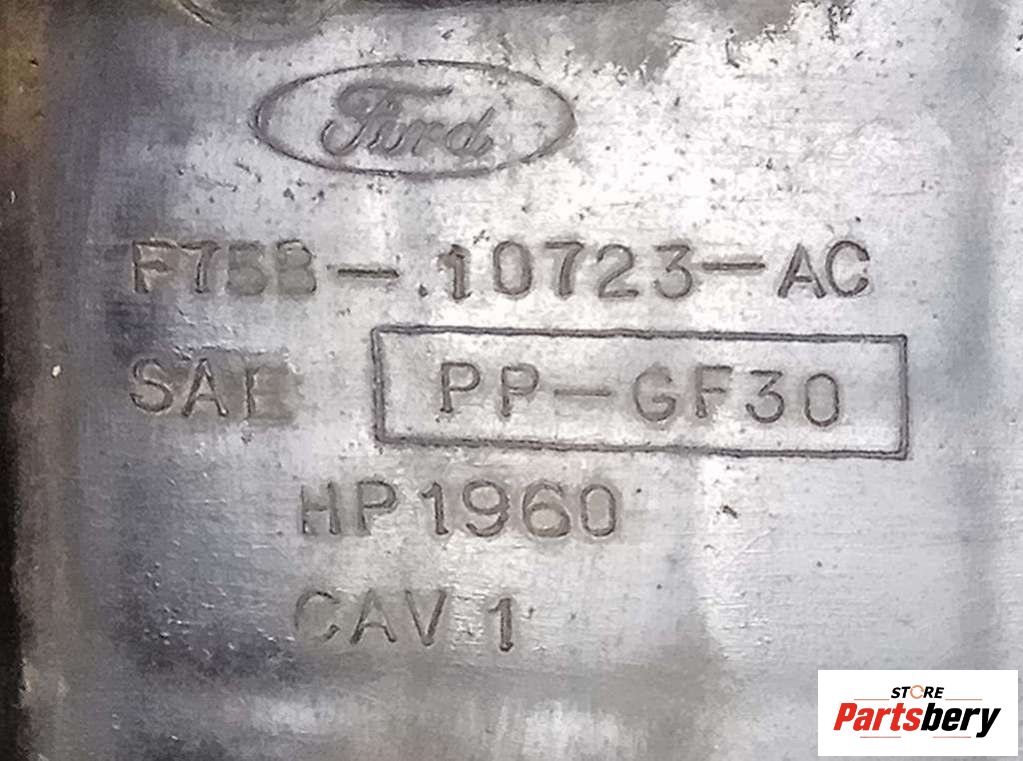 Ford
F75B-10723-AC
SAE PP-GF30
HP1960
CAV.1
STORE
Partsbery